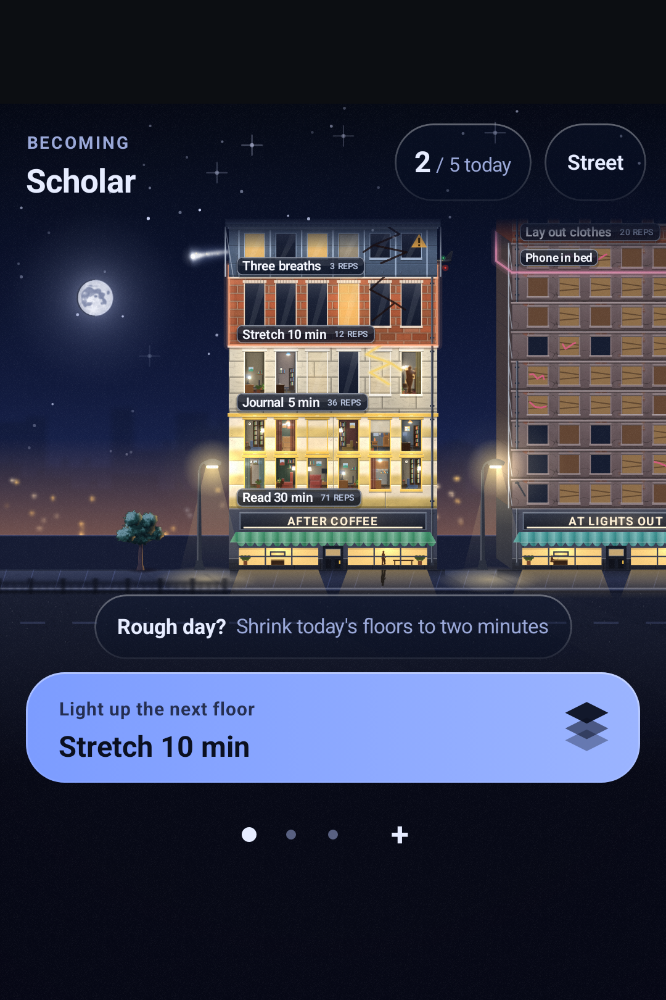 BECOMING
Scholar
2 / 5 today
Street
Three breaths 3 REPS
Stretch 10 min 12 REPS
Journal 5 min 36 REPS
Read 30 min 71 REPS
AFTER COFFEE
Lay out clothes 20 REPS
Phone in bed
AT LIGHTS OUT
Rough day? Shrink today's floors to two minutes
Light up the next floor
Stretch 10 min
+